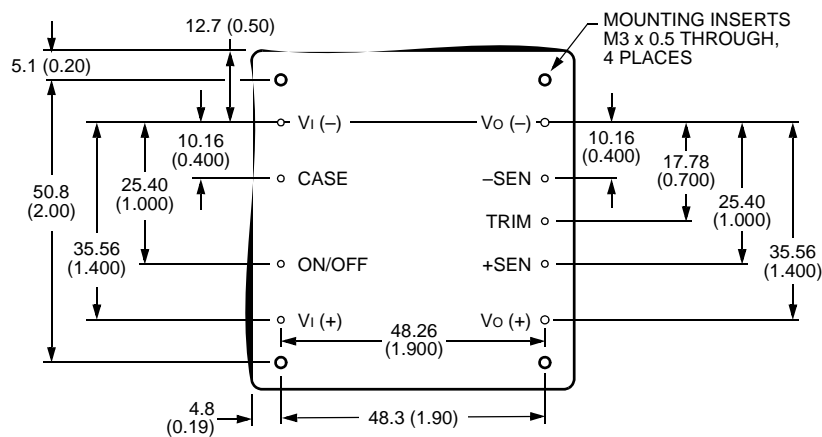 12.7 (0.50)
MOUNTING INSERTS
M3 x 0.5 THROUGH,
4 PLACES
5.1 (0.20)
VI (–)
VO (–)
10.16
(0.400)
10.16
(0.400)
CASE
–SEN
17.78
(0.700)
25.40
(1.000)
50.8
(2.00)
TRIM
25.40
(1.000)
35.56
(1.400)
ON/OFF
+SEN
35.56
(1.400)
VI (+)
VO (+)
48.26
(1.900)
4.8
(0.19)
48.3 (1.90)